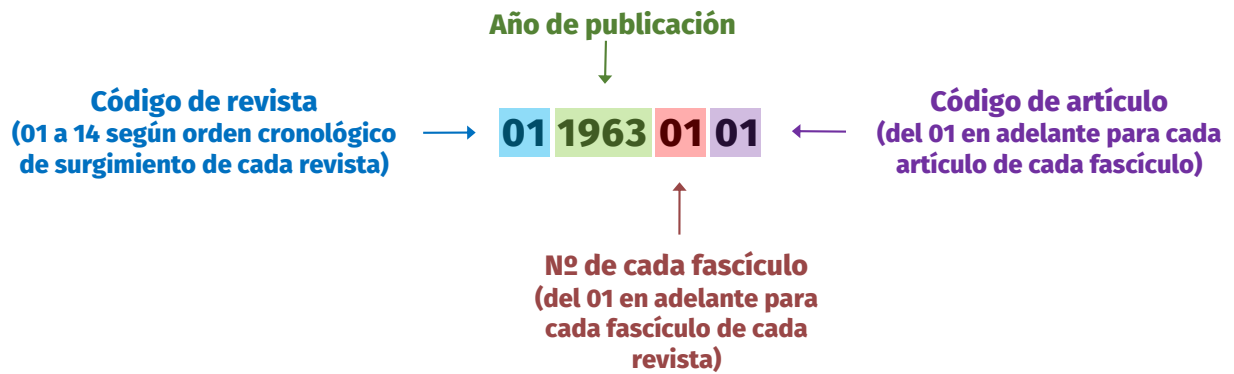 Año de publicación
Código de revista
(01 a 14 según orden cronológico
de surgimiento de cada revista)
01 1963 01 01
Código de artículo
(del 01 en adelante para cada
artículo de cada fascículo)
Nº de cada fascículo
(del 01 en adelante para
cada fascículo de cada
revista)